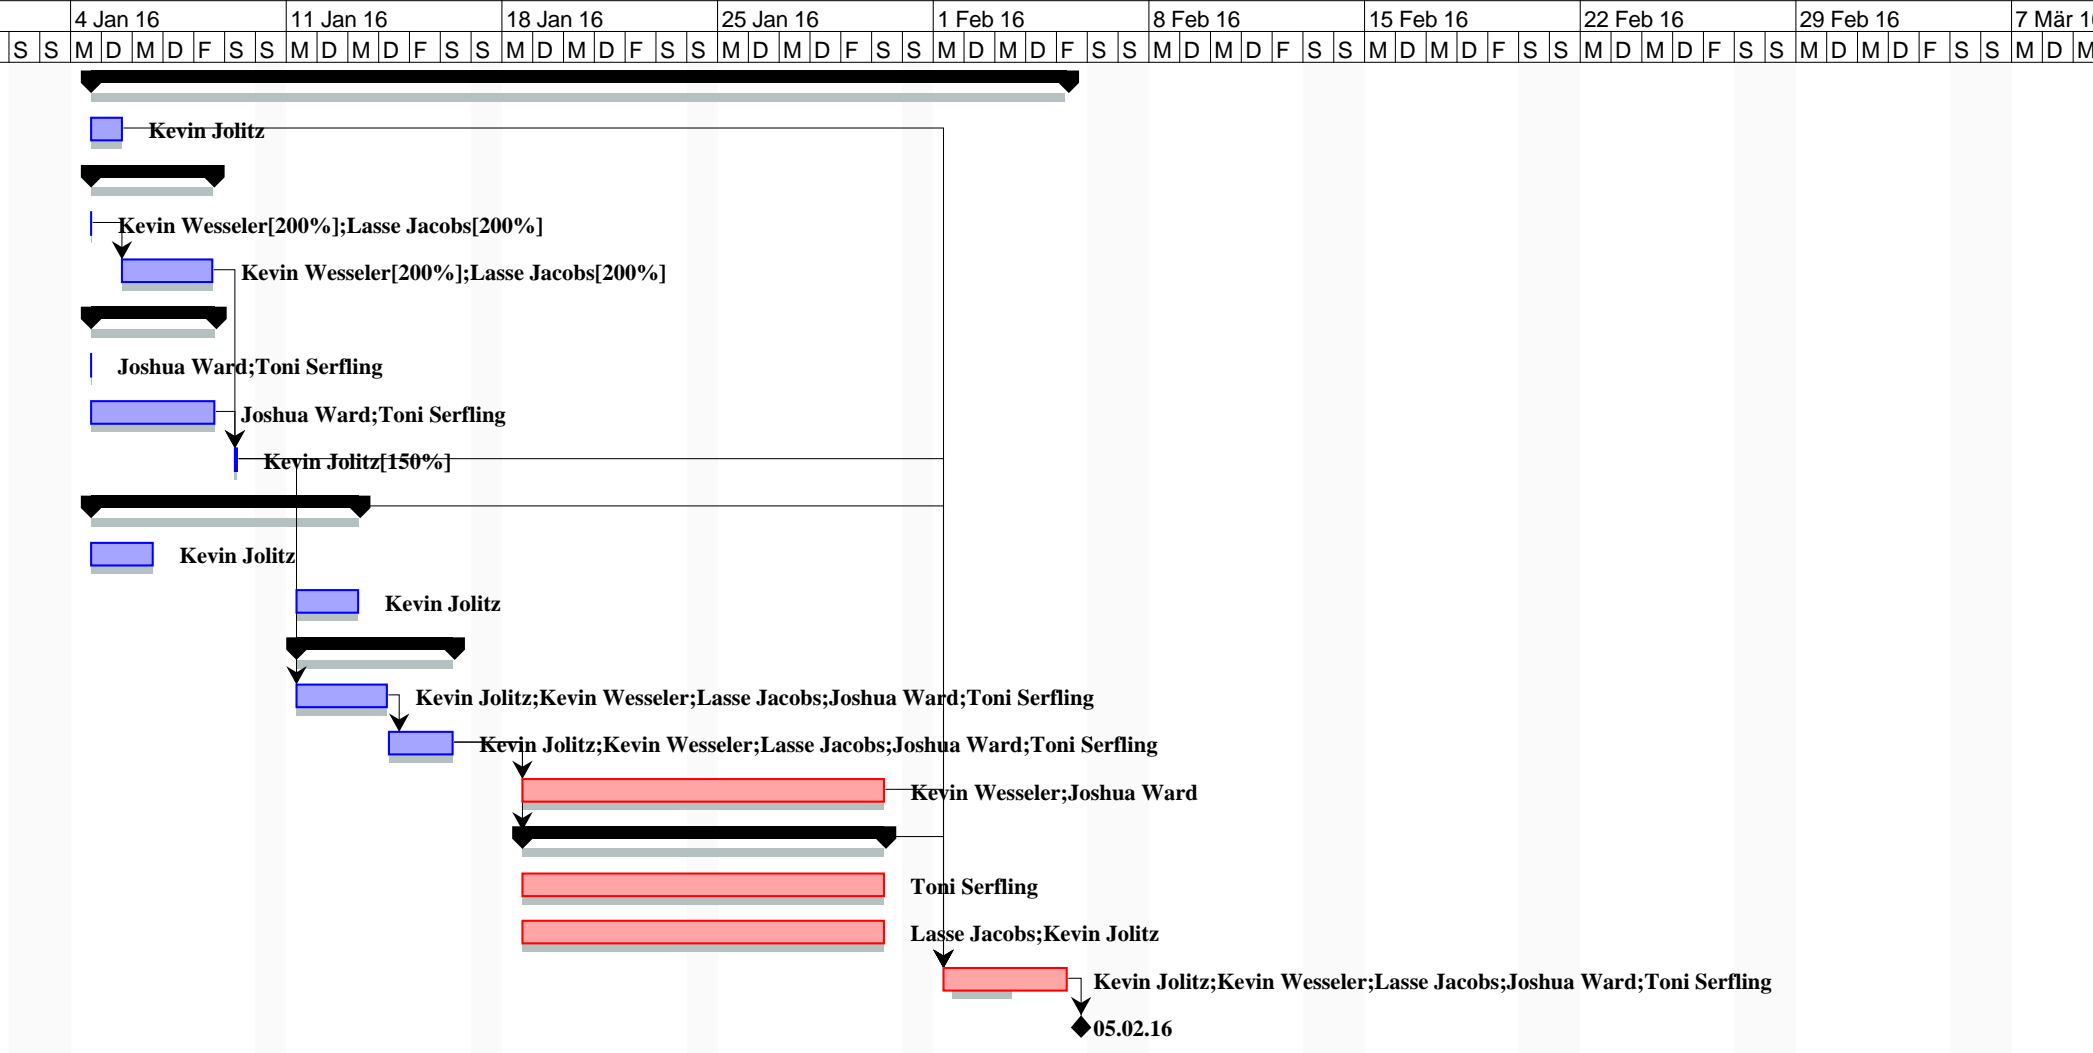 4 Jan 16 11 Jan 16 18 Jan 16 25 Jan 16 1 Feb 16 8 Feb 16 15 Feb 16 22 Feb 16 29 Feb 16 7 Mär 1
S S M D M D F S S M D M D F S S M D M D F S S M D M D F S S M D M D F S S M D M D F S S M D M D F S S M D M D F S S M D M D F S S M D M
Kevin Jolitz
Kevin Wesseler[200%];Lasse Jacobs[200%]
Kevin Wesseler[200%];Lasse Jacobs[200%]
Joshua Ward;Toni Serfling
Joshua Ward;Toni Serfling
Kevin Jolitz[150%]
Kevin Jolitz
Kevin Jolitz
Kevin Jolitz;Kevin Wesseler;Lasse Jacobs;Joshua Ward;Toni Serfling
Kevin Jolitz;Kevin Wesseler;Lasse Jacobs;Joshua Ward;Toni Serfling
Kevin Wesseler;Joshua Ward
Toni Serfling
Lasse Jacobs;Kevin Jolitz
Kevin Jolitz;Kevin Wesseler;Lasse Jacobs;Joshua Ward;Toni Serfling
05.02.16